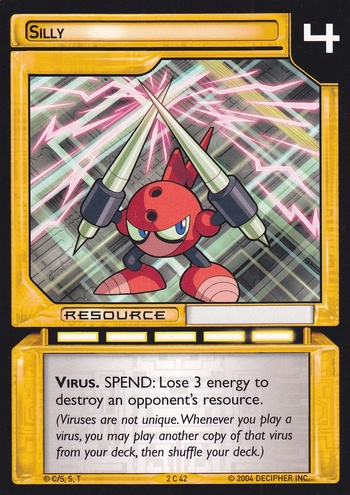 SILLY
4
RESOURCE
VIRUS. SPEND: Lose 3 energy to
destroy an opponent's resource.
(Viruses are not unique. Whenever you play a
virus, you may play another copy of that virus
from your deck, then shuffle your deck.)
© C/S, S, T 2 C 42 © 2004 DECIPHER INC.